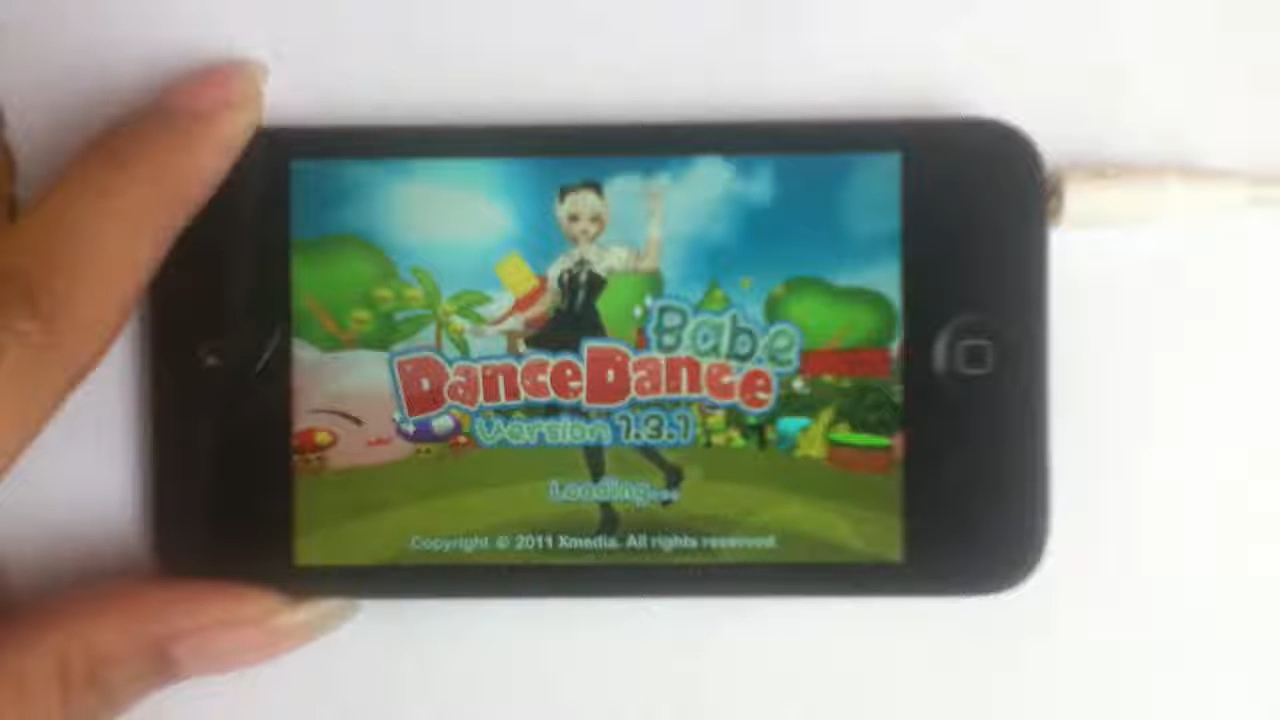 Babe
DanceDance
Version 1.3.1
Loading...
Copyright © 2011 Xmedia. All rights reserved.